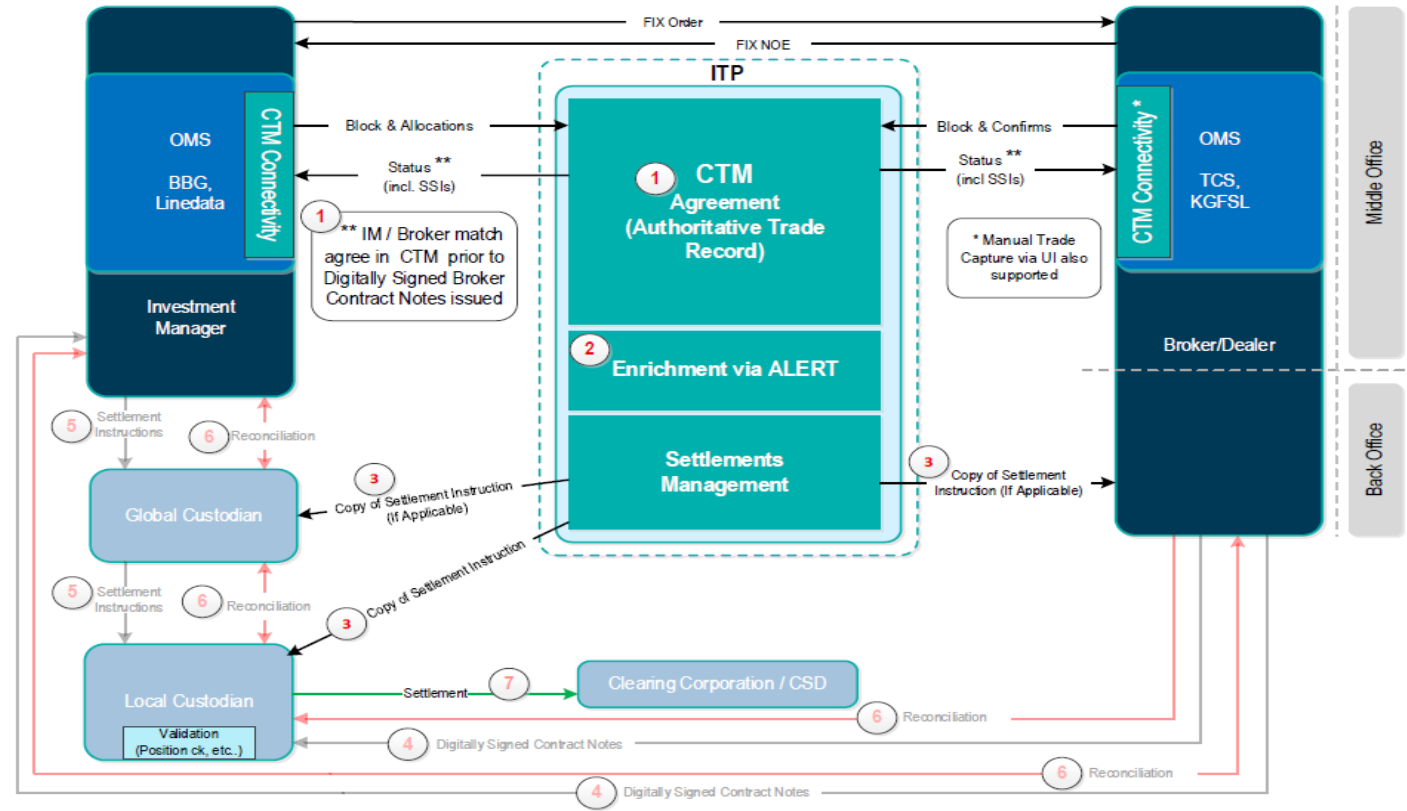 FIX Order
FIX NOE
ITP
OMS
BBG,
Linedata
CTM Connectivity
Investment
Manager
Block & Allocations
Status **
(incl. SSIs)
1
** IM / Broker match
agree in CTM prior to
Digitally Signed Broker
Contract Notes issued
1
CTM
Agreement
(Authoritative Trade
Record)
2
Enrichment via ALERT
Settlements
Management
Block & Confirms
Status **
(incl SSIs)
* Manual Trade
Capture via UI also
supported
CTM Connectivity *
OMS
TCS,
KGFSL
Broker/Dealer
Middle Office
Back Office
5
Settlement
Instructions
6
Reconciliation
Global Custodian
3
Copy of Settlement Instruction
(If Applicable)
3
Copy of Settlement
Instruction (If Applicable)
5
Settlement
Instructions
6
Reconciliation
3
Copy of Settlement Instruction
Local Custodian
Validation
(Position ck, etc..)
Settlement
7
Clearing Corporation / CSD
6
Reconciliation
4
Digitally Signed Contract Notes
6
Reconciliation
4
Digitally Signed Contract Notes